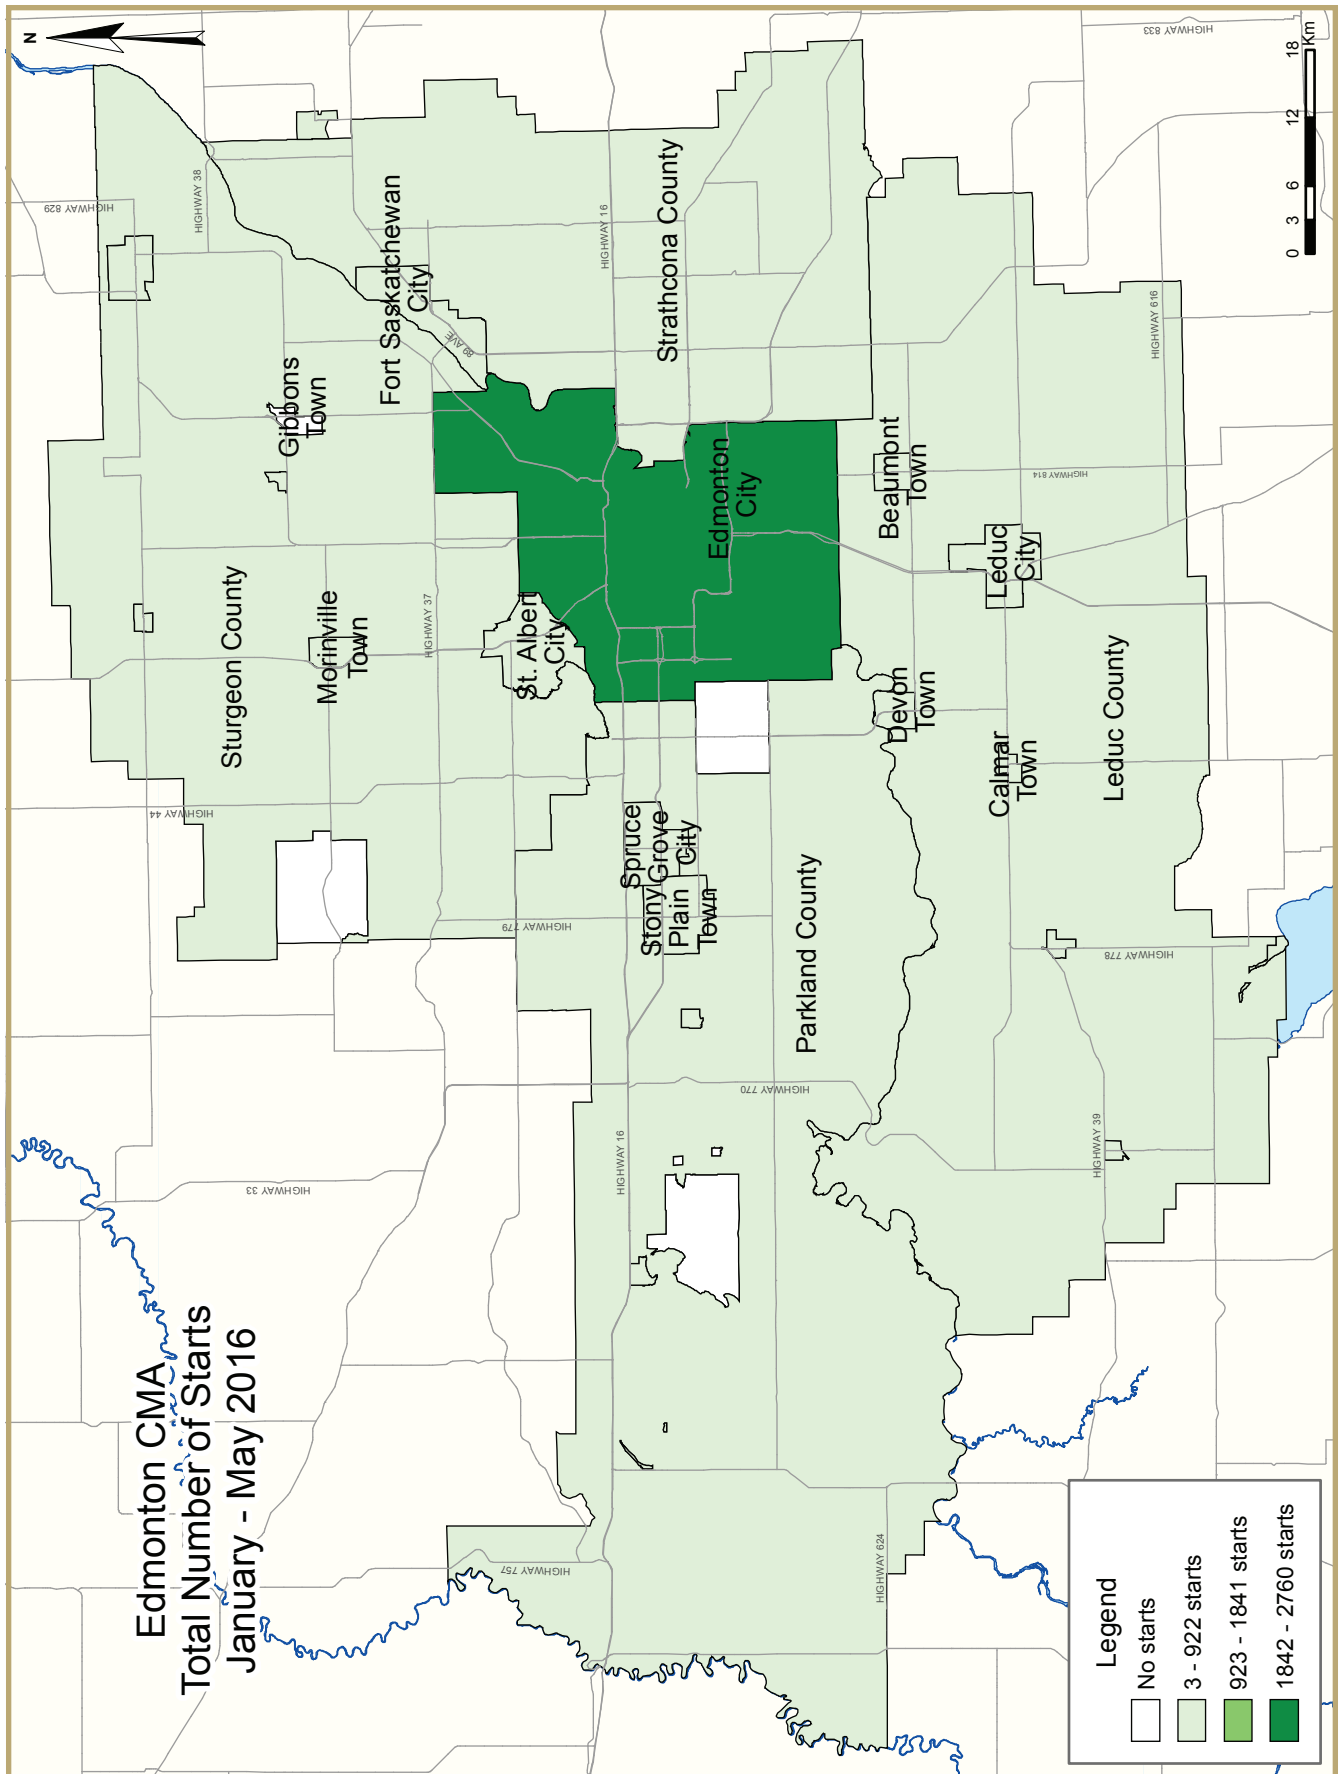 Edmonton CMA
Total Number of Starts
January - May 2016
N
HIGHWAY 829
HIGHWAY 38
HIGHWAY 833
HIGHWAY 44
Sturgeon County
Gibbons
Town
Morinville
Town
Fort Saskatchewan
City
89 AVE
HIGHWAY 37
HIGHWAY 33
HIGHWAY 779
St. Albert
City
HIGHWAY 757
HIGHWAY 16
HIGHWAY 16
Spruce
Grove
City
Stony
Plain
Town
Edmonton
City
Strathcona County
HIGHWAY 770
Parkland County
HIGHWAY 624
Beaumont
Town
Devon
Town
Leduc
City
Calmar
Town
HIGHWAY 814
Leduc County
HIGHWAY 778
HIGHWAY 39
HIGHWAY 616
Legend
No starts
3 - 922 starts
923 - 1841 starts
1842 - 2760 starts
0 3 6 12 18
Km